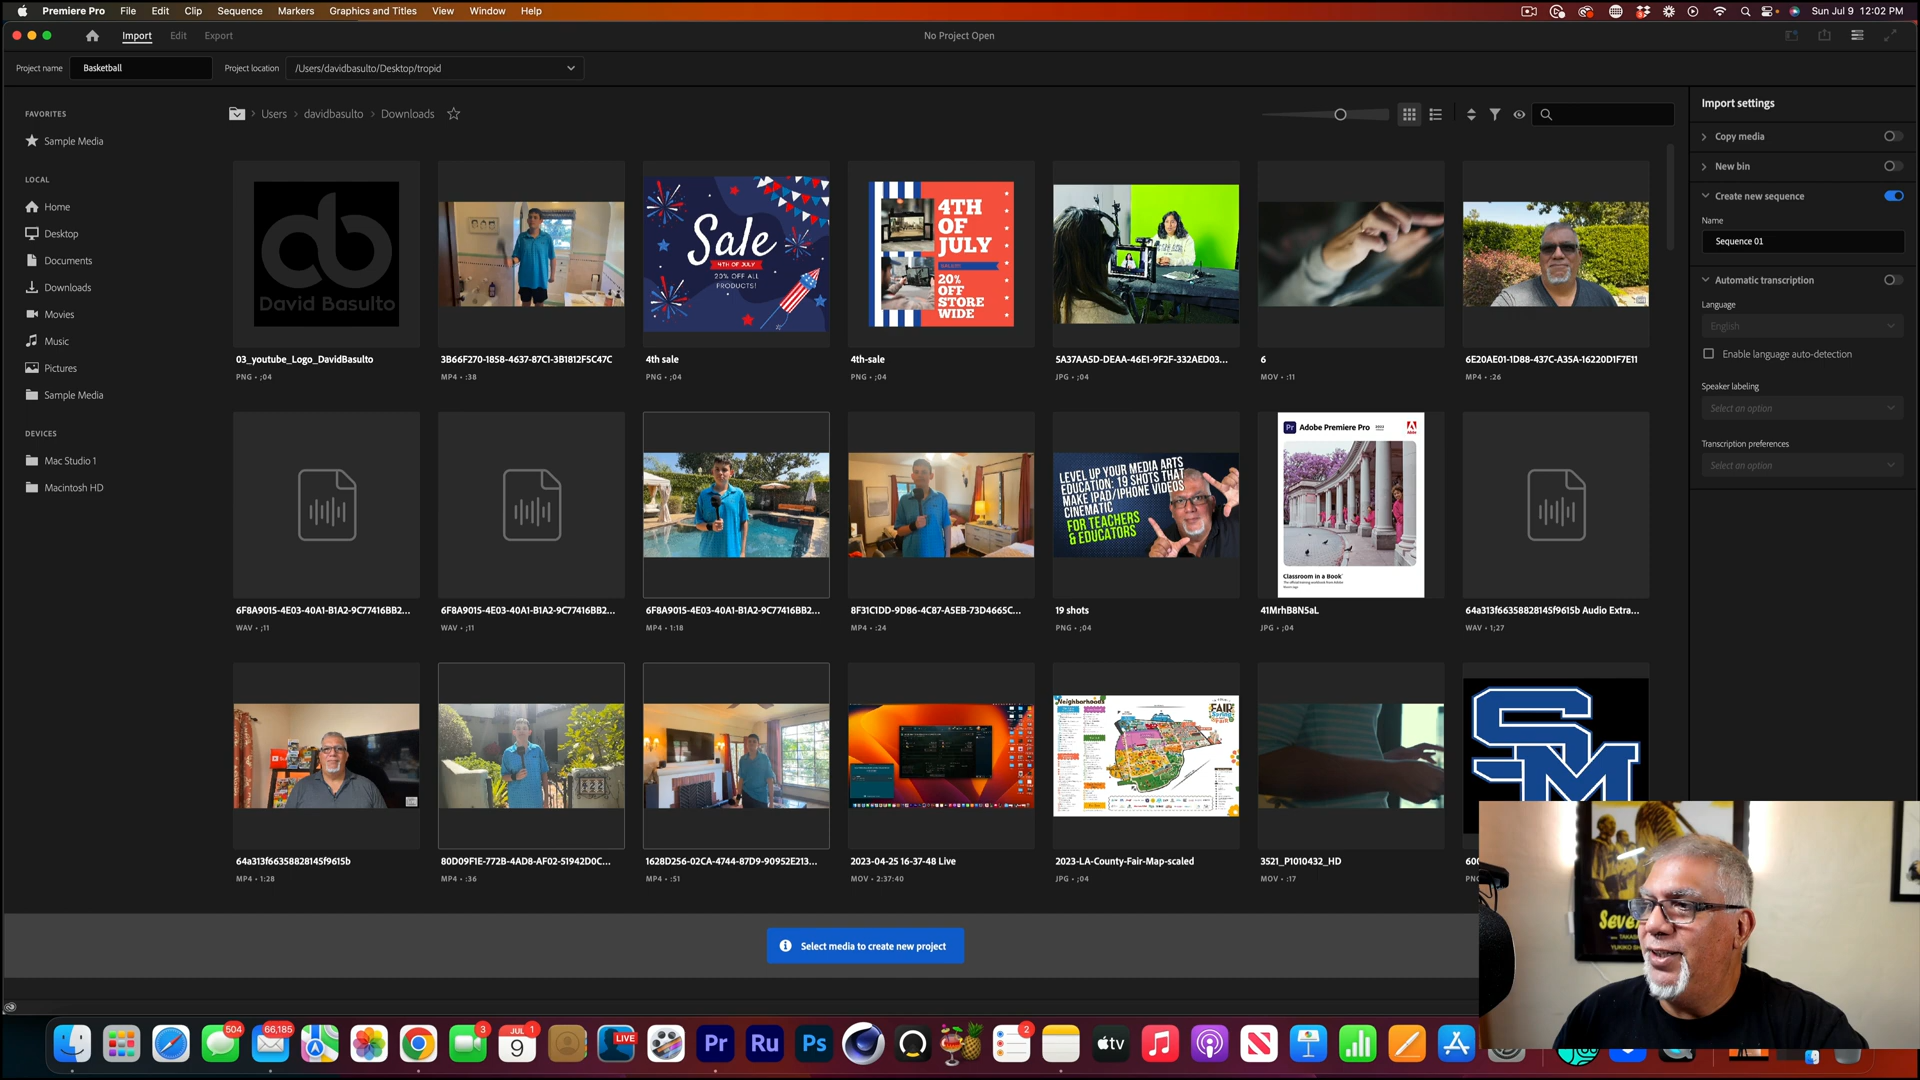 Premiere Pro File Edit Clip Sequence Markers Graphics and Titles View Window Help Sun Jul 9 12:02 PM
Import Edit Export No Project Open
Project name Basketball Project location /Users/davidbasulto/Desktop/tropid
Users > davidbasulto > Downloads
FAVORITES
Sample Media
LOCAL
Home
Desktop
Documents
Downloads
Movies
Music
Pictures
Sample Media
DEVICES
Mac Studio 1
Macintosh HD
db
David Basulto
Sale
4TH OF JULY
20% OFF ALL
PRODUCTS!
4TH
OF
JULY
20%
OFF
STORE
WIDE
03_youtube_Logo_DavidBasulto
PNG • ;04
3B66F270-1858-4637-87C1-3B1812F5C47C
MP4 • :38
4th sale
PNG • ;04
4th-sale
PNG • ;04
5A37AA5D-DEAA-46E1-9F2F-332AED03...
JPG • ;04
6
MOV • :11
6E20AE01-1D88-437C-A35A-16220D1F7E11
MP4 • :26
LEVEL UP YOUR MEDIA ARTS
EDUCATION: 19 SHOTS THAT
MAKE IPAD/IPHONE VIDEOS
CINEMATIC
FOR TEACHERS
& EDUCATORS
Pr Adobe Premiere Pro 2022
Classroom in a Book
6F8A9015-4E03-40A1-B1A2-9C77416BB2...
WAV • ;11
6F8A9015-4E03-40A1-B1A2-9C77416BB2...
WAV • ;11
6F8A9015-4E03-40A1-B1A2-9C77416BB2...
MP4 • 1:18
8F31C1DD-9D86-4C87-A5EB-73D4665C...
MP4 • :24
19 shots
PNG • ;04
41MrhB8NSaL
JPG • ;04
64a313f66358828145f9615b Audio Extra...
WAV • 1;27
Neighborhoods
FAIR
SM
422
64a313f66358828145f9615b
MP4 • 1:28
80D09F1E-772B-4AD8-AF02-51942D0C...
MP4 • :36
1628D256-02CA-4744-87D9-90952E213...
MP4 • :51
2023-04-25 16-37-48 Live
MOV • 2:37:40
2023-LA-County-Fair-Map-scaled
JPG • ;04
3521_P1010432_HD
MOV • :17
Import settings
Copy media
New bin
Create new sequence
Name
Sequence 01
Automatic transcription
Language
English
Enable language auto-detection
Speaker labeling
Select an option
Transcription preferences
Select an option
Select media to create new project
YUKIKO
504
66,185
3
JUL
9
1
LIVE
Pr
Ru
Ps
2
tv